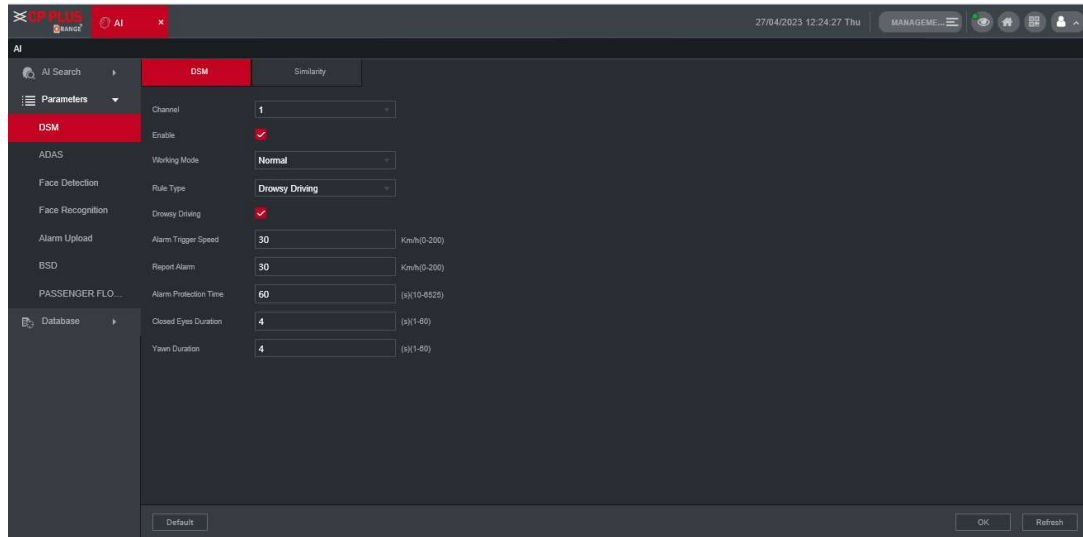 CP PLUS
ORANGE
AI
×
27/04/2023 12:24:27 Thu
MANAGEME...
AI
AI Search
Parameters
DSM
ADAS
Face Detection
Face Recognition
Alarm Upload
BSD
PASSENGER FLO...
Database
DSM Similarity
Channel 1
Enable
Working Mode Normal
Rule Type Drowsy Driving
Drowsy Driving
Alarm Trigger Speed 30 Km/h(0-200)
Report Alarm 30 Km/h(0-200)
Alarm Protection Time 60 (s)(10-6525)
Closed Eyes Duration 4 (s)(1-60)
Yawn Duration 4 (s)(1-60)
Default OK Refresh